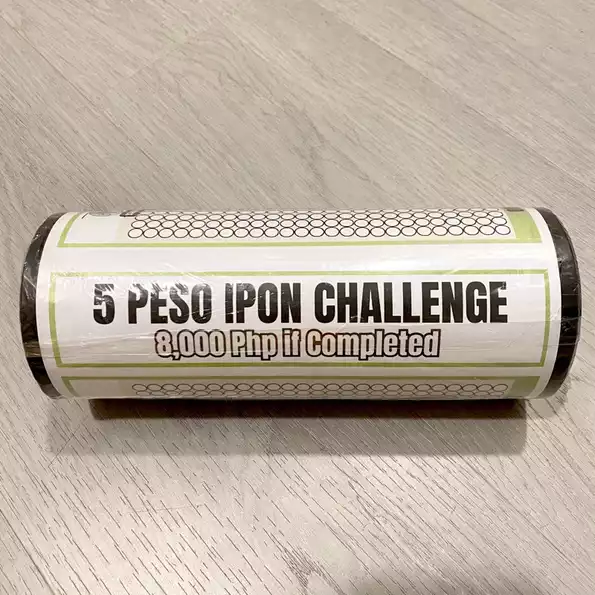 5 PESO IPON CHALLENGE
8,000 Php if Completed